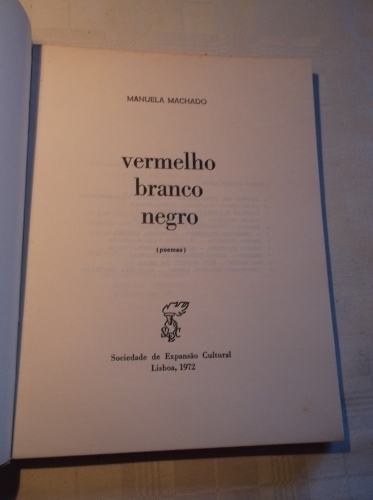 MANUELA MACHADO
vermelho
branco
negro
(poemas)
Sociedade de Expansão Cultural
Lisboa, 1972